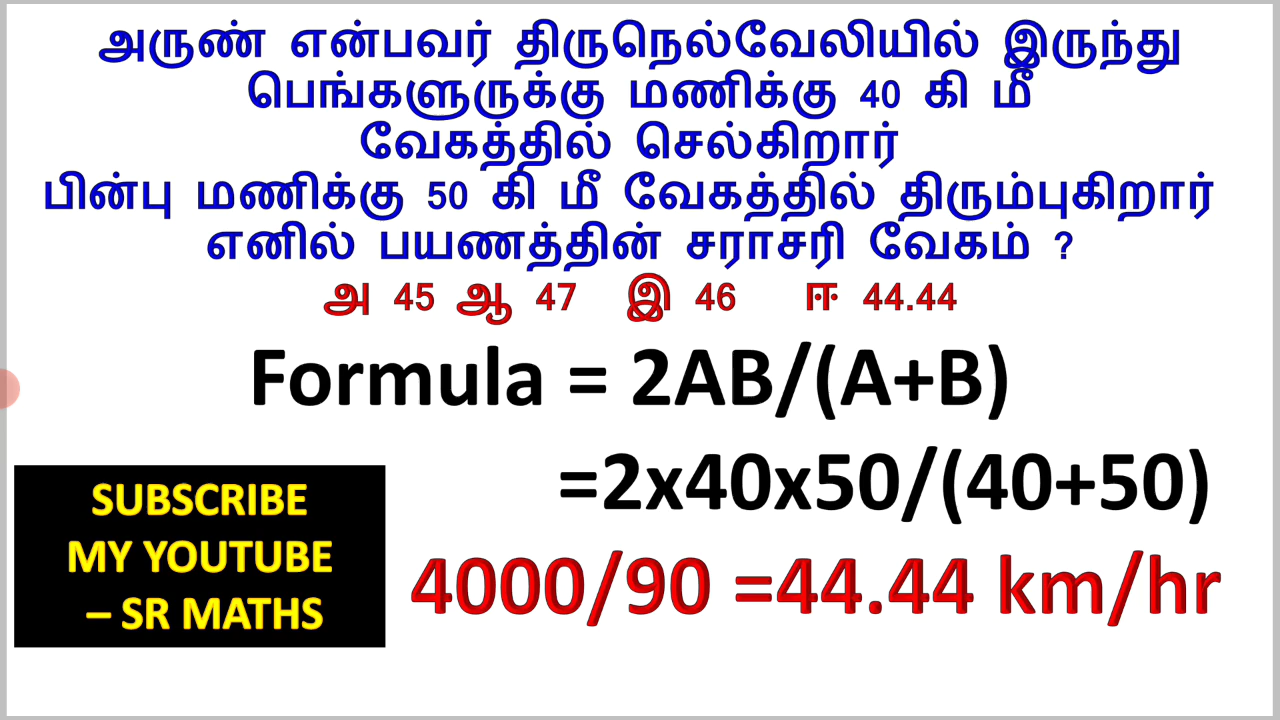 அருண் என்பவர் திருநெல்வேலியில் இருந்து
பெங்களுருக்கு மணிக்கு 40 கி மீ
வேகத்தில் செல்கிறார்
பின்பு மணிக்கு 50 கி மீ வேகத்தில் திரும்புகிறார்
எனில் பயணத்தின் சராசரி வேகம் ?
அ 45 ஆ 47 இ 46 ஈ 44.44
Formula = 2AB/(A+B)
=2x40x50/(40+50)
4000/90 =44.44 km/hr
SUBSCRIBE
MY YOUTUBE
– SR MATHS